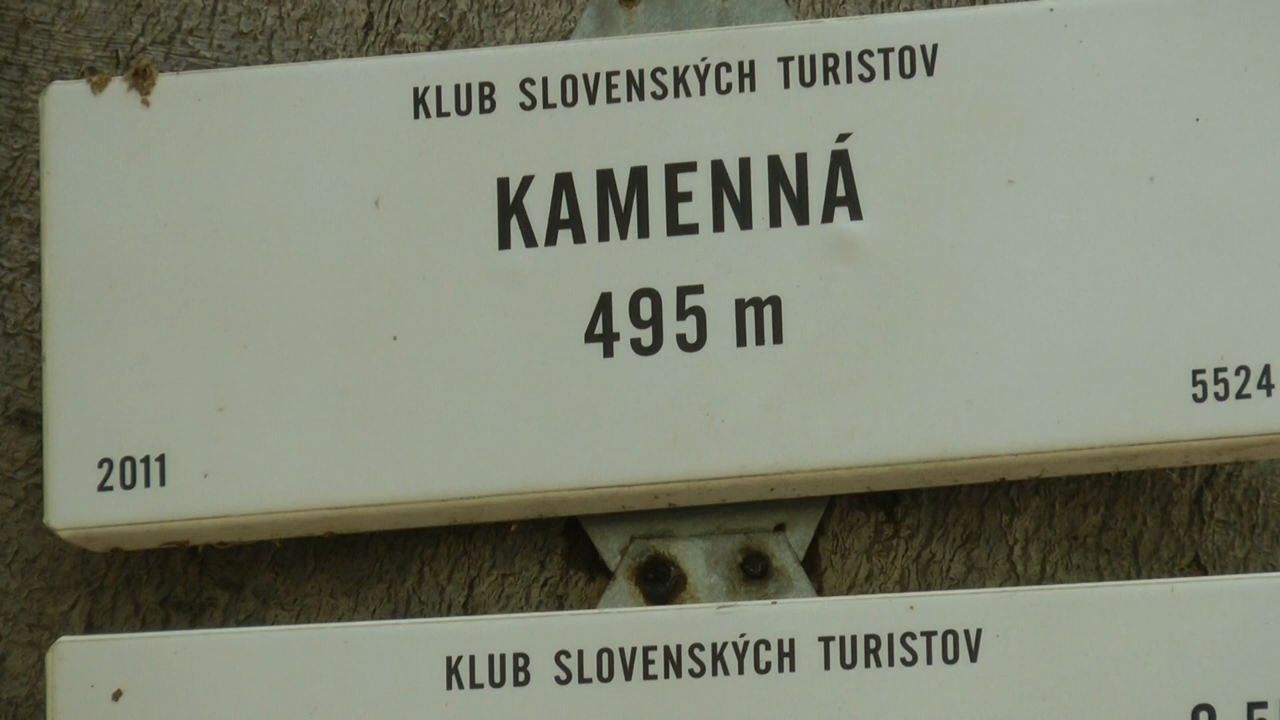 KLUB SLOVENSKÝCH TURISTOV
KAMENNÁ
495 m
5524
2011
KLUB SLOVENSKÝCH TURISTOV